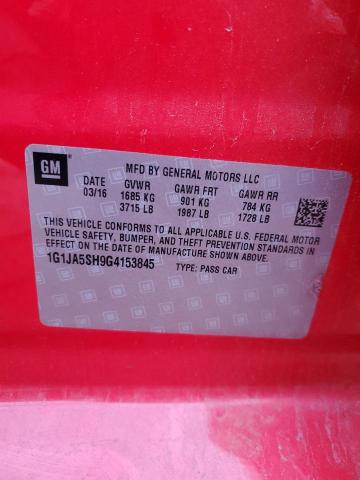 GM
MFD BY GENERAL MOTORS LLC
DATE GVWR GAWR FRT GAWR RR
03/16 1685 KG 901 KG 784 KG
3715 LB 1987 LB 1728 LB
THIS VEHICLE CONFORMS TO ALL APPLICABLE U.S. FEDERAL MOTOR
VEHICLE SAFETY, BUMPER, AND THEFT PREVENTION STANDARDS IN
EFFECT ON THE DATE OF MANUFACTURE SHOWN ABOVE.
1G1JA5SH9G4153845 TYPE: PASS CAR